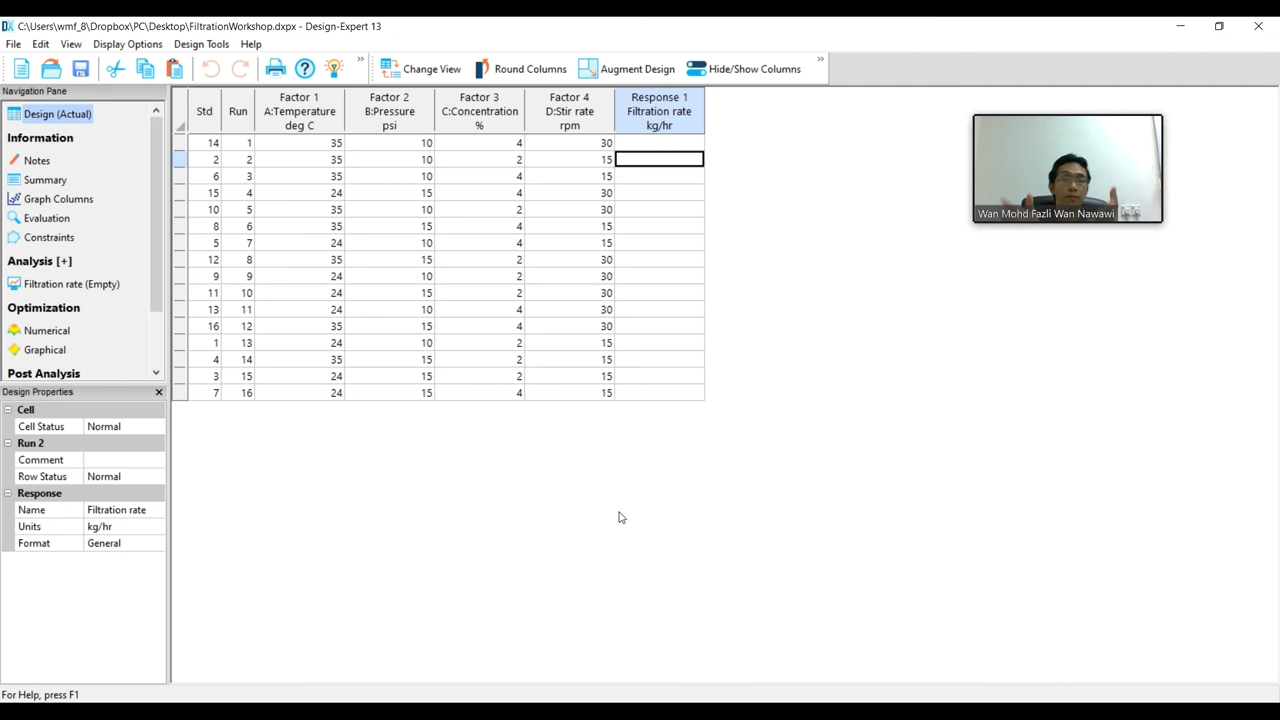 C:\Users\wmf_8\Dropbox\PC\Desktop\FiltrationWorkshop.dxpx - Design-Expert 13
File Edit View Display Options Design Tools Help
Change View Round Columns Augment Design Hide/Show Columns
Navigation Pane
Design (Actual)
Information
Notes
Summary
Graph Columns
Evaluation
Constraints
Analysis [+]
Filtration rate (Empty)
Optimization
Numerical
Graphical
Post Analysis
Design Properties
Cell
Cell Status Normal
Run 2
Comment
Row Status Normal
Response
Name Filtration rate
Units kg/hr
Format General
Factor 1 Factor 2 Factor 3 Factor 4 Response 1
Std Run A:Temperature B:Pressure C:Concentration D:Stir rate Filtration rate
deg C psi % rpm kg/hr
14 1 35 10 4 30
2 2 35 10 2 15
6 3 35 10 4 15
15 4 24 15 4 30
10 5 35 10 2 30
8 6 35 15 4 15
5 7 24 10 4 15
12 8 35 15 2 30
9 9 24 10 2 30
11 10 24 15 2 30
13 11 24 10 4 30
16 12 35 15 4 30
1 13 24 10 2 15
4 14 35 15 2 15
3 15 24 15 2 15
7 16 24 15 4 15
Wan Mohd Fazli Wan Nawawi
For Help, press F1